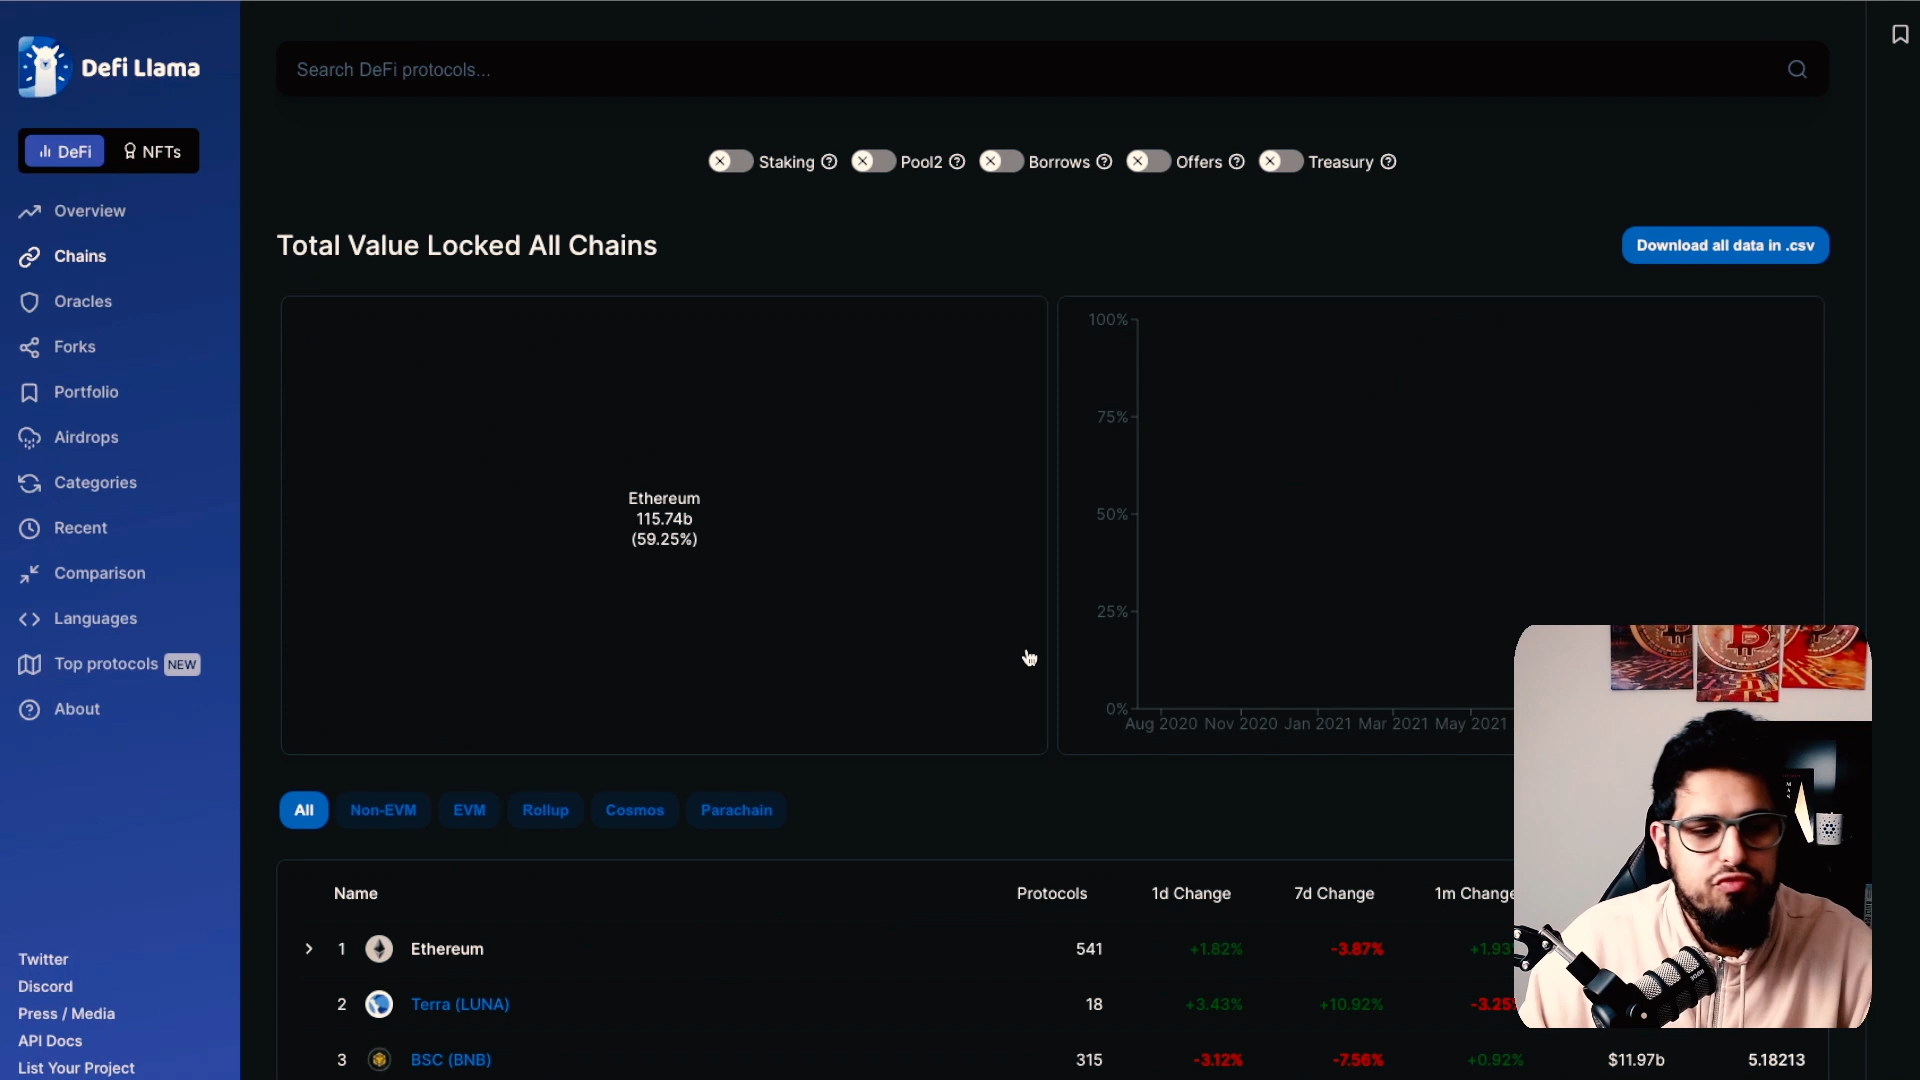 Defi Llama
DeFi
NFTs
Overview
Chains
Oracles
Forks
Portfolio
Airdrops
Categories
Recent
Comparison
Languages
Top protocols NEW
About
Twitter
Discord
Press / Media
API Docs
List Your Project
Search DeFi protocols...
Staking Pool2 Borrows Offers Treasury
Total Value Locked All Chains
Download all data in .csv
Ethereum
115.74b
(59.25%)
100%
75%
50%
25%
0%
Aug 2020 Nov 2020 Jan 2021 Mar 2021 May 2021
All Non-EVM EVM Rollup Cosmos Parachain
Name Protocols 1d Change 7d Change 1m Change
1 Ethereum 541 +1.82% -3.87% +1.93
2 Terra (LUNA) 18 +3.43% +10.92% -3.25
3 BSC (BNB) 315 -3.12% -7.56% +0.92% $11.97b 5.18213